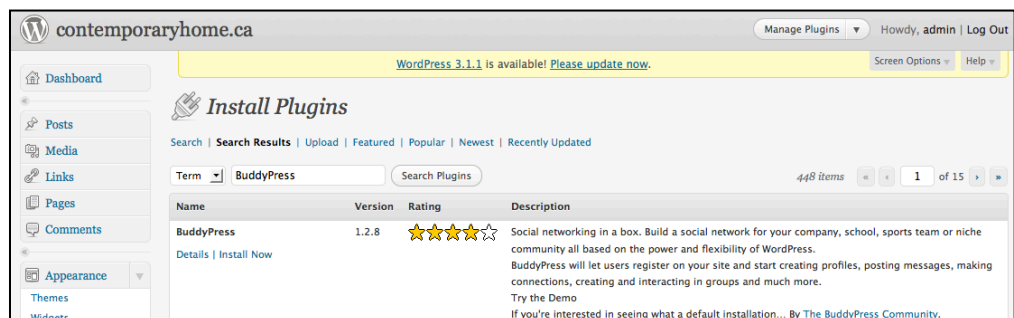 contemporaryhome.ca
Manage Plugins
Howdy, admin | Log Out
WordPress 3.1.1 is available! Please update now.
Screen Options
Help
Dashboard
Posts
Media
Links
Pages
Comments
Appearance
Themes
Widgets
Install Plugins
Search | Search Results | Upload | Featured | Popular | Newest | Recently Updated
Term
BuddyPress
Search Plugins
448 items
« ‹ 1 of 15 › »
Name Version Rating Description
BuddyPress 1.2.8
Details | Install Now
Social networking in a box. Build a social network for your company, school, sports team or niche
community all based on the power and flexibility of WordPress.
BuddyPress will let users register on your site and start creating profiles, posting messages, making
connections, creating and interacting in groups and much more.
Try the Demo
If you're interested in seeing what a default installation... By The BuddyPress Community.